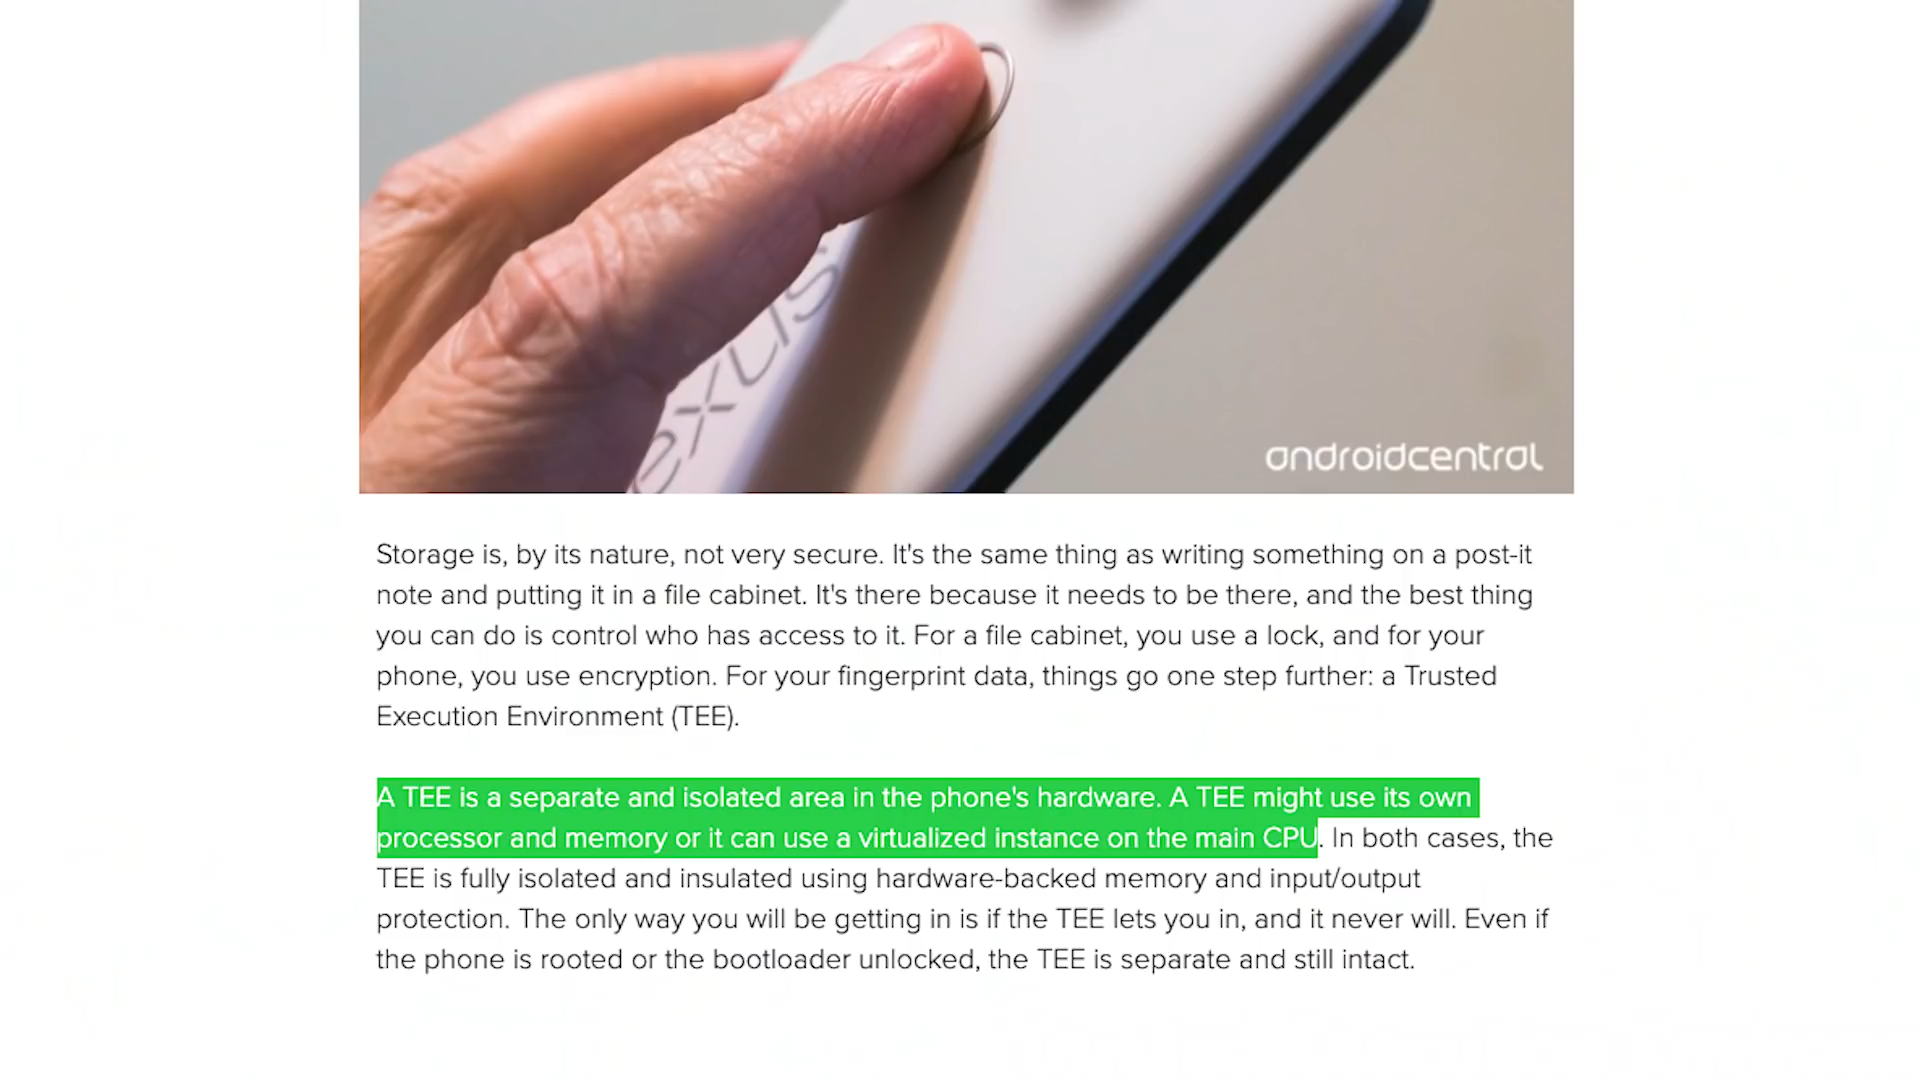 exus
androidcentral
Storage is, by its nature, not very secure. It's the same thing as writing something on a post-it
note and putting it in a file cabinet. It's there because it needs to be there, and the best thing
you can do is control who has access to it. For a file cabinet, you use a lock, and for your
phone, you use encryption. For your fingerprint data, things go one step further: a Trusted
Execution Environment (TEE).
A TEE is a separate and isolated area in the phone's hardware. A TEE might use its own
processor and memory or it can use a virtualized instance on the main CPU. In both cases, the
TEE is fully isolated and insulated using hardware-backed memory and input/output
protection. The only way you will be getting in is if the TEE lets you in, and it never will. Even if
the phone is rooted or the bootloader unlocked, the TEE is separate and still intact.